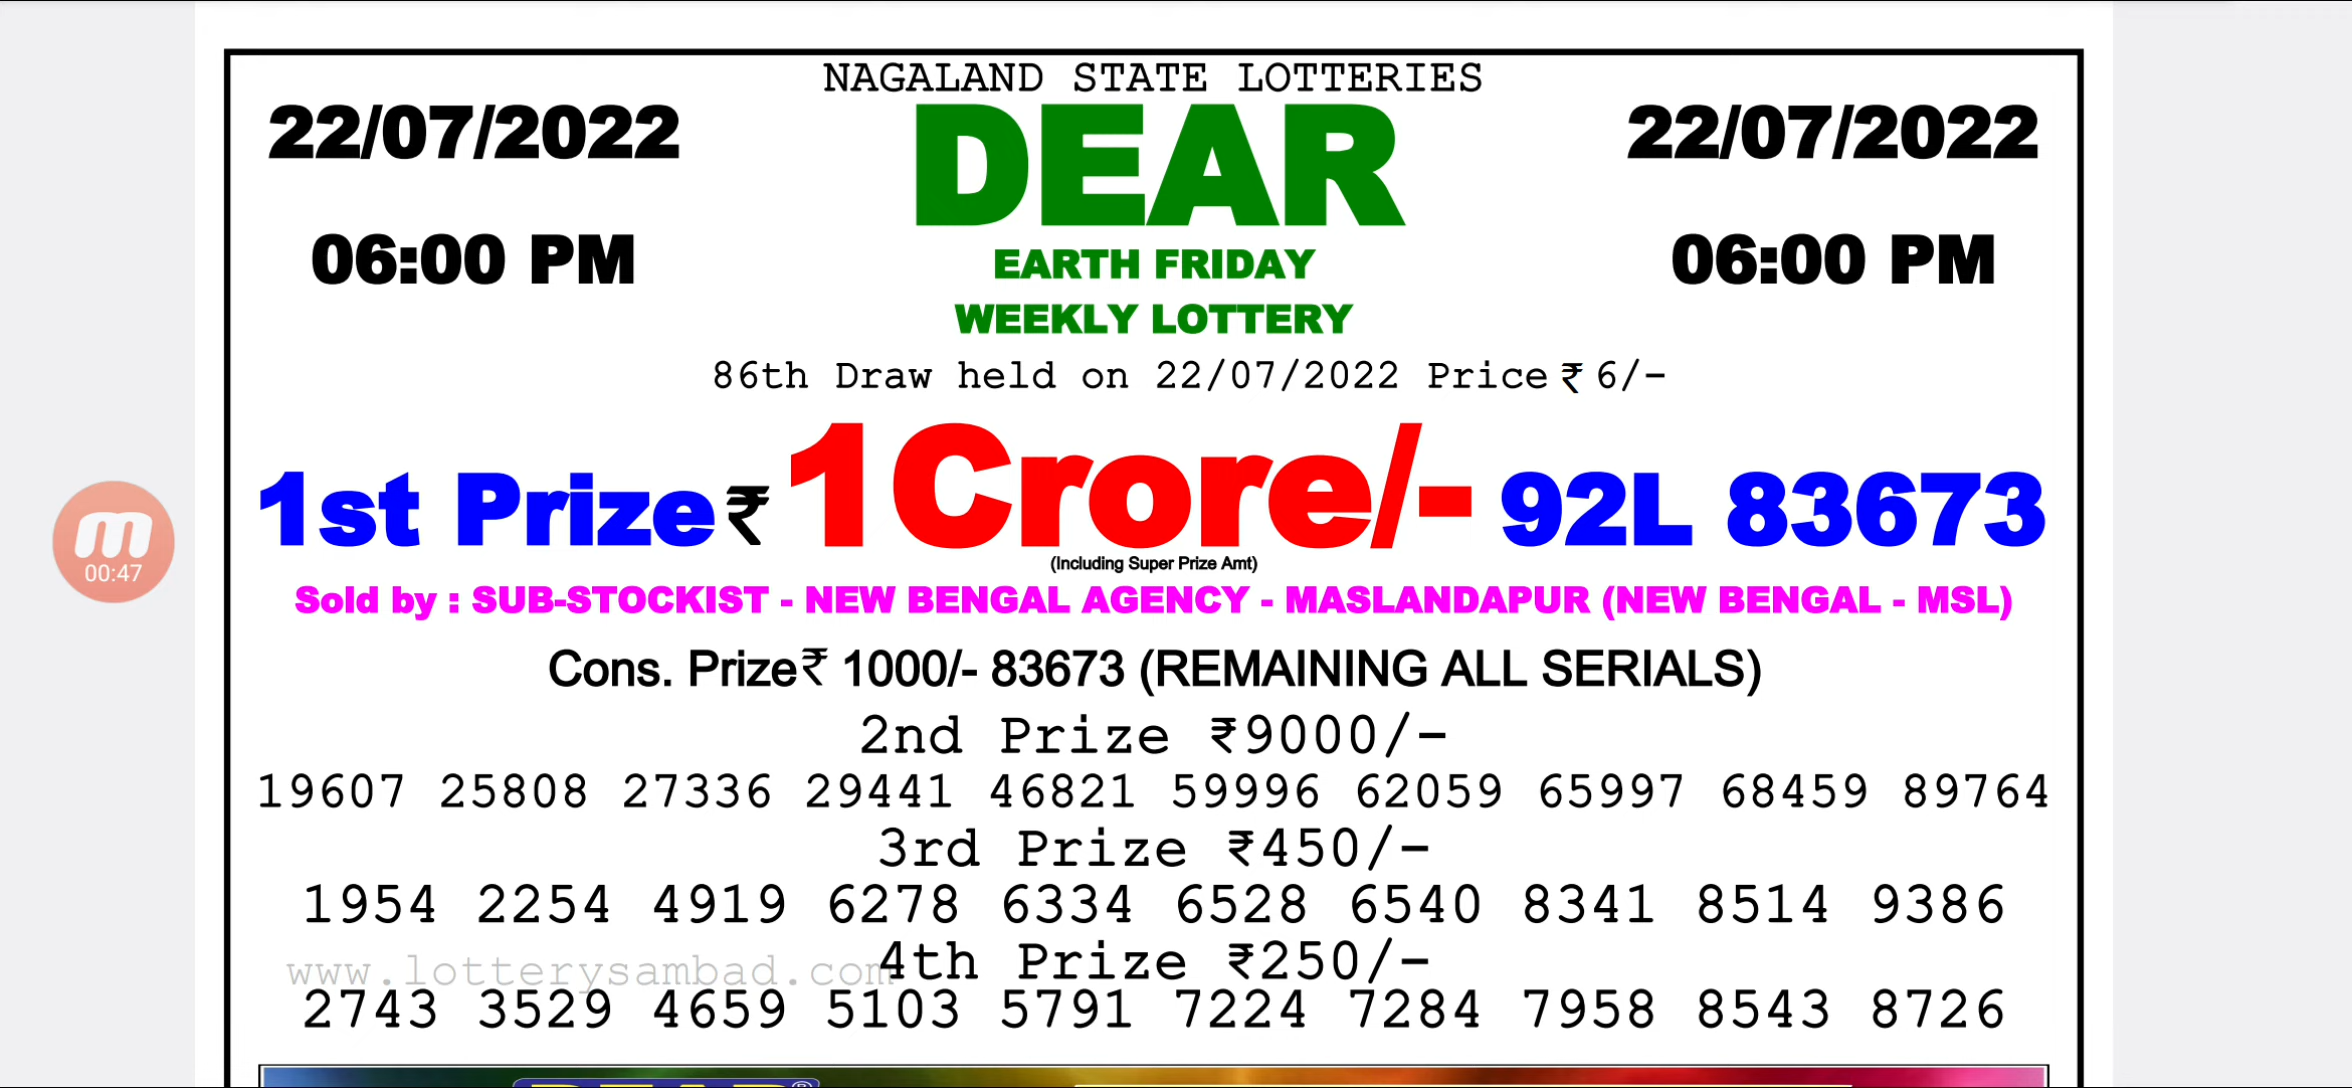 NAGALAND STATE LOTTERIES
22/07/2022 DEAR 22/07/2022
06:00 PM EARTH FRIDAY 06:00 PM
WEEKLY LOTTERY
86th Draw held on 22/07/2022 Price ₹ 6/-
1st Prize ₹ 1Crore/- 92L 83673
(Including Super Prize Amt)
m
00:47
Sold by : SUB-STOCKIST - NEW BENGAL AGENCY - MASLANDAPUR (NEW BENGAL - MSL)
Cons. Prize ₹ 1000/- 83673 (REMAINING ALL SERIALS)
2nd Prize ₹9000/-
19607 25808 27336 29441 46821 59996 62059 65997 68459 89764
3rd Prize ₹450/-
1954 2254 4919 6278 6334 6528 6540 8341 8514 9386
www.lotterysambad.com
4th Prize ₹250/-
2743 3529 4659 5103 5791 7224 7284 7958 8543 8726